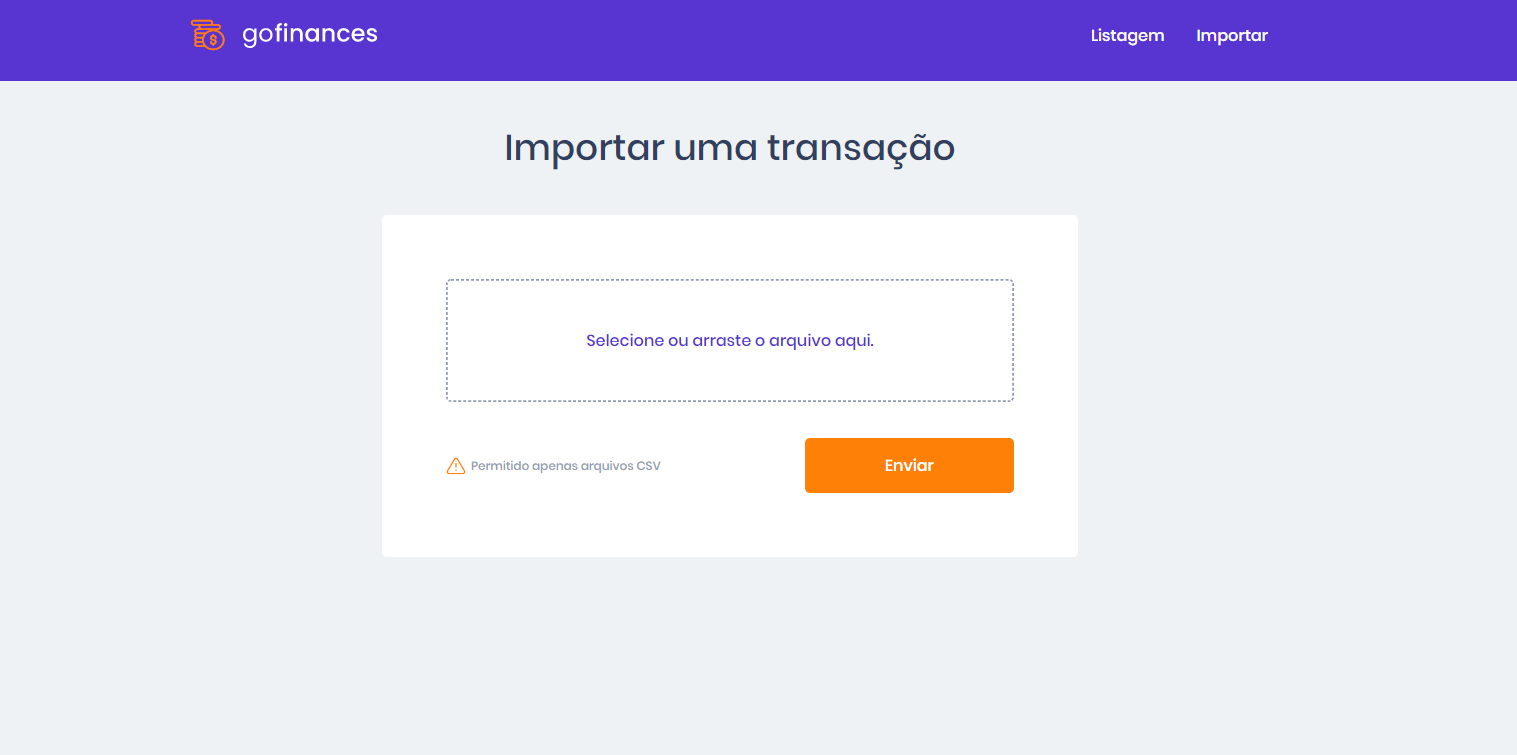 gofinances
Listagem
Importar
Importar uma transação
Selecione ou arraste o arquivo aqui.
Permitido apenas arquivos CSV
Enviar